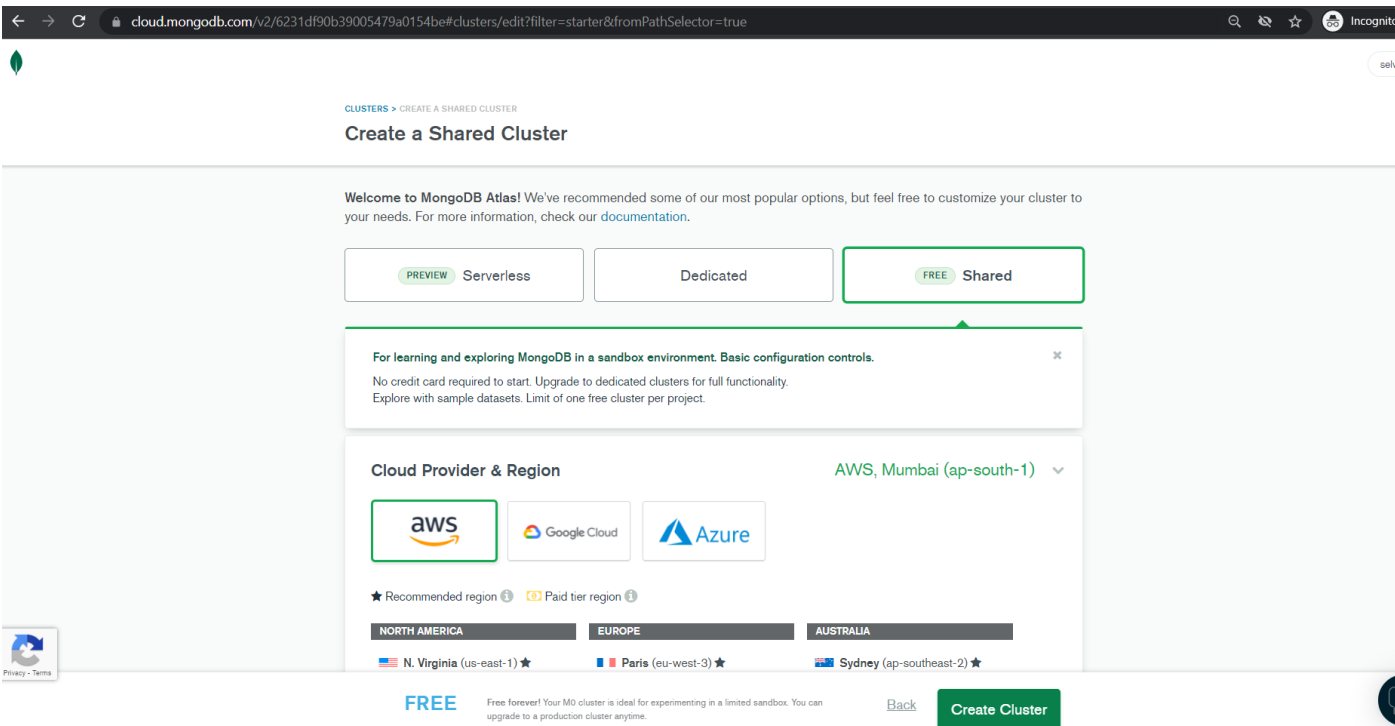 cloud.mongodb.com/v2/6231df90b39005479a0154be#clusters/edit?filter=starter&fromPathSelector=true
Incognito
selv
CLUSTERS > CREATE A SHARED CLUSTER
Create a Shared Cluster
Welcome to MongoDB Atlas! We've recommended some of our most popular options, but feel free to customize your cluster to
your needs. For more information, check our documentation.
PREVIEW Serverless
Dedicated
FREE Shared
For learning and exploring MongoDB in a sandbox environment. Basic configuration controls.
No credit card required to start. Upgrade to dedicated clusters for full functionality.
Explore with sample datasets. Limit of one free cluster per project.
Cloud Provider & Region
AWS, Mumbai (ap-south-1)
aws
Google Cloud
Azure
Recommended region
Paid tier region
NORTH AMERICA
EUROPE
AUSTRALIA
N. Virginia (us-east-1)
Paris (eu-west-3)
Sydney (ap-southeast-2)
Privacy - Terms
FREE
Free forever! Your M0 cluster is ideal for experimenting in a limited sandbox. You can
upgrade to a production cluster anytime.
Back
Create Cluster